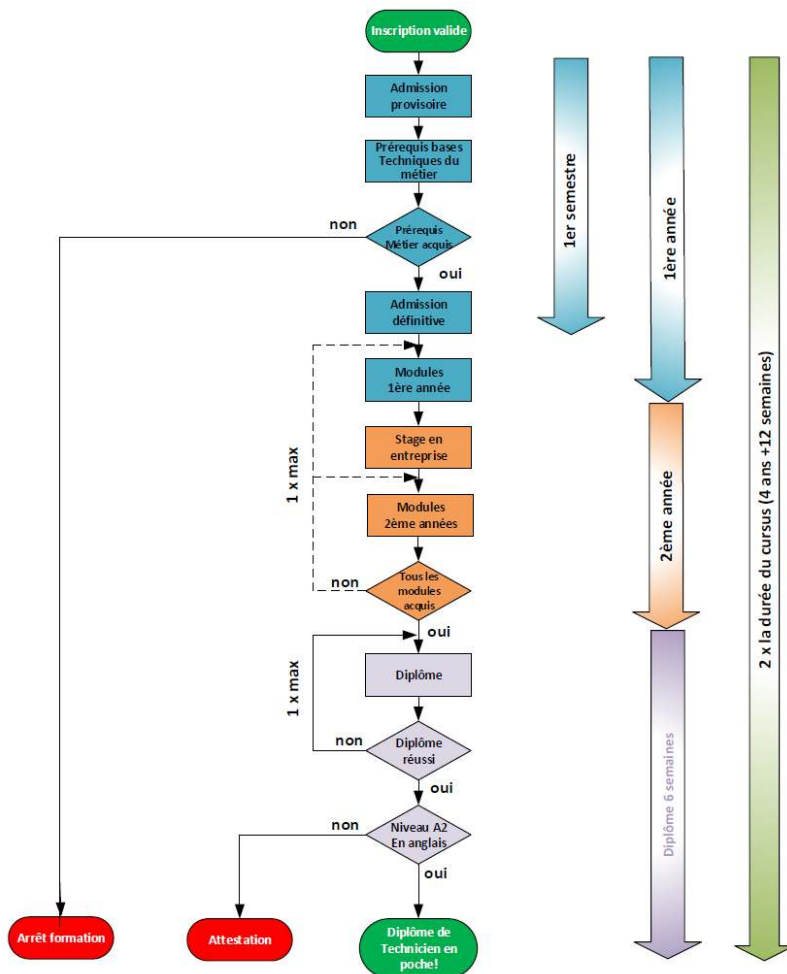 Inscription valide
Admission
provisoire
Prérequis bases
Techniques du
métier
non
Prérequis
Métier acquis
oui
Admission
définitive
Modules
1ère année
Stage en
entreprise
1 x max
Modules
2ème années
non
Tous les
modules
acquis
oui
Diplôme
1 x max
non
Diplôme
réussi
oui
non
Niveau A2
En anglais
oui
Arrêt formation
Attestation
Diplôme de
Technicien en
poche!
1er semestre
1ère année
2ème année
Diplôme 6 semaines
2 x la durée du cursus (4 ans +12 semaines)